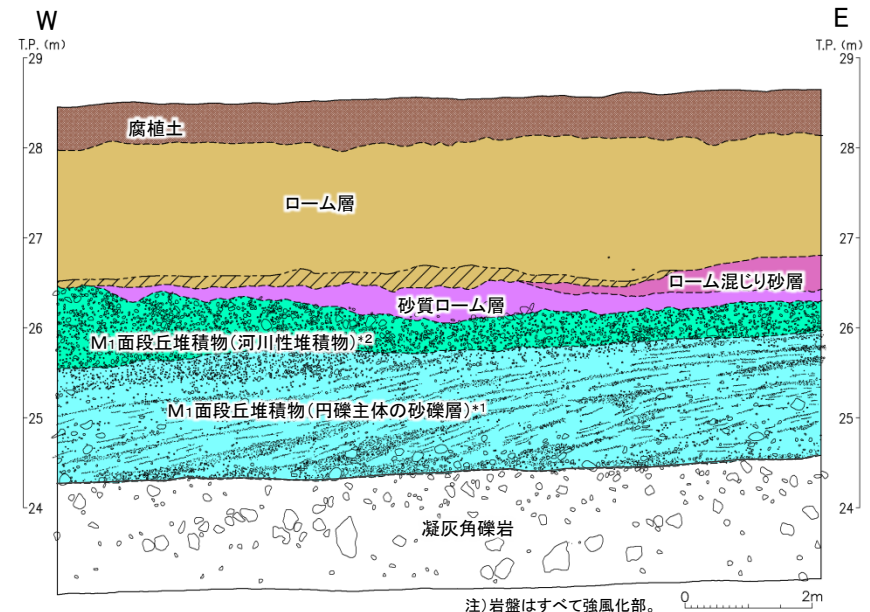 W
E
T.P. (m)
T.P. (m)
29
29
腐植土
28
28
ローム層
27
27
ローム混じり砂層
砂質ローム層
26
26
M1面段丘堆積物(河川性堆積物)*2
25
25
M1面段丘堆積物(円礫主体の砂礫層)*1
24
24
凝灰角礫岩
注)岩盤はすべて強風化部。
0
2m